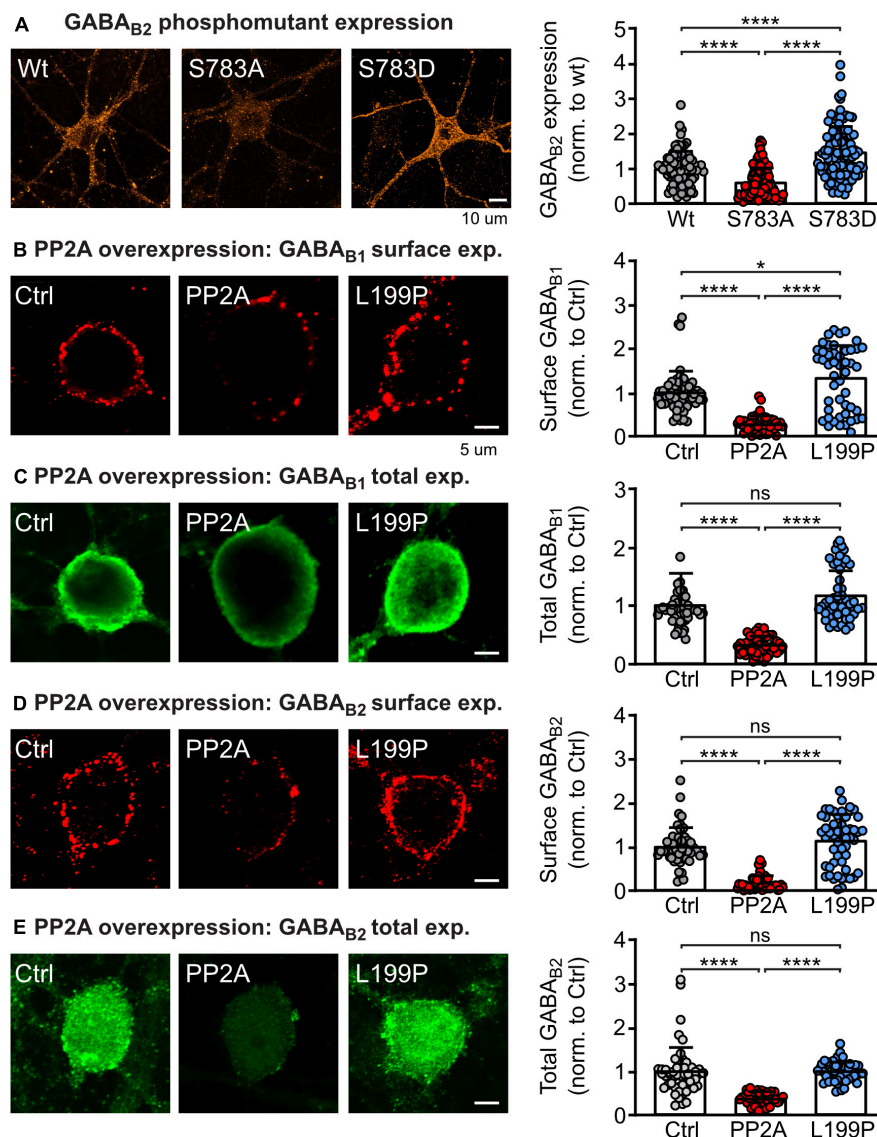 A GABAB2 phosphomutant expression
Wt S783A S783D
10 um
GABAB2 expression
(norm. to wt)
5
4
3
2
1
0
**** 
**** ****
Wt S783A S783D
B PP2A overexpression: GABAB1 surface exp.
Ctrl PP2A L199P
5 um
Surface GABAB1
(norm. to Ctrl)
4
3
2
1
0
*
**** ****
Ctrl PP2A L199P
C PP2A overexpression: GABAB1 total exp.
Ctrl PP2A L199P
Total GABAB1
(norm. to Ctrl)
3
2
1
0
ns
**** ****
Ctrl PP2A L199P
D PP2A overexpression: GABAB2 surface exp.
Ctrl PP2A L199P
Surface GABAB2
(norm. to Ctrl)
4
3
2
1
0
ns
**** ****
Ctrl PP2A L199P
E PP2A overexpression: GABAB2 total exp.
Ctrl PP2A L199P
Total GABAB2
(norm. to Ctrl)
4
3
2
1
0
ns
**** ****
Ctrl PP2A L199P